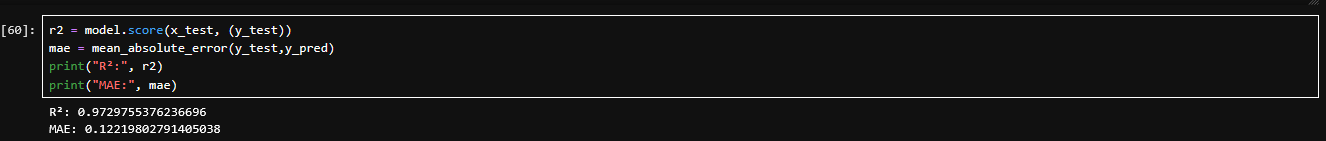 [60]: r2 = model.score(x_test, (y_test))
mae = mean_absolute_error(y_test,y_pred)
print("R²:", r2)
print("MAE:", mae)
R²: 0.9729755376236696
MAE: 0.12219802791405038